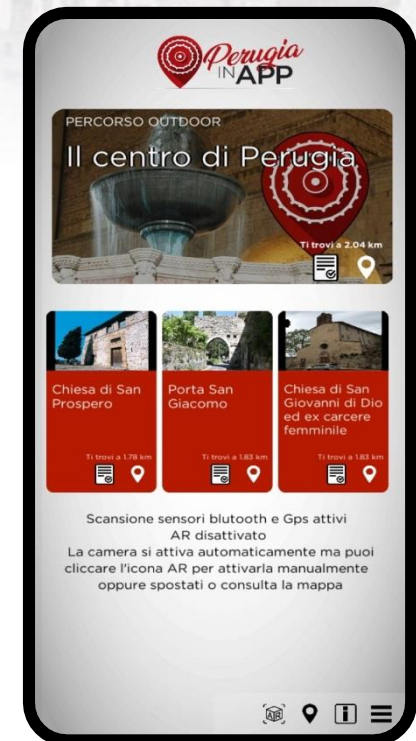 Perugia
IN APP
PERCORSO OUTDOOR
Il centro di Perugia
Ti trovi a 2.04 km
Chiesa di San
Prospero
Ti trovi a 1.78 km
Porta San
Giacomo
Ti trovi a 1.83 km
Chiesa di San
Giovanni di Dio
ed ex carcere
femminile
Ti trovi a 1.83 km
Scansione sensori blutooth e Gps attivi
AR disattivato
La camera si attiva automaticamente ma puoi
cliccare l'icona AR per attivarla manualmente
oppure spostati o consulta la mappa
AR